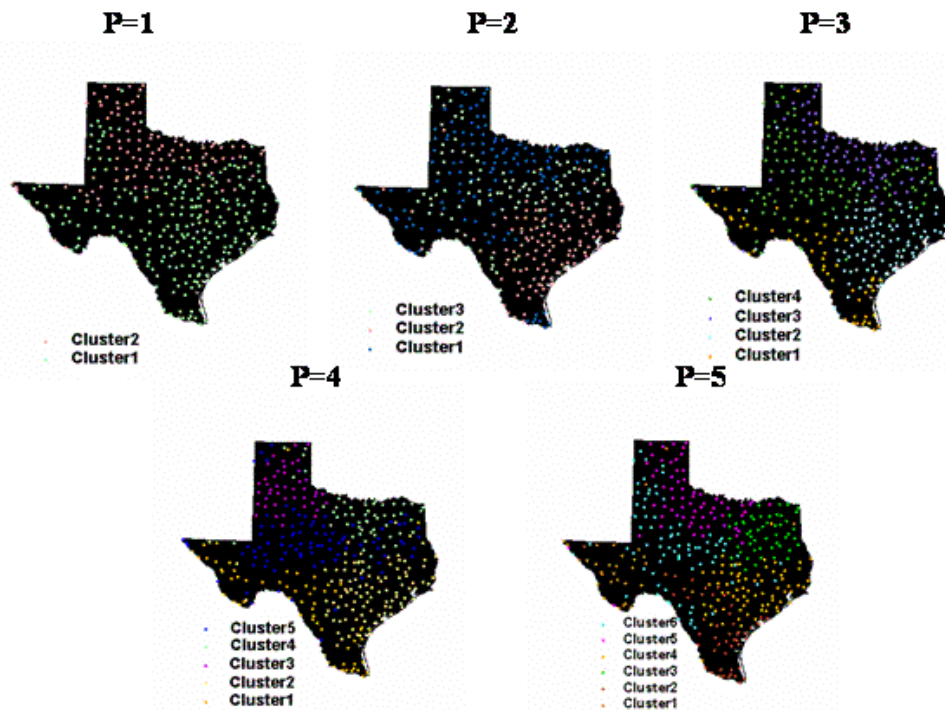 P=1
P=2
P=3
Cluster2
Cluster1
Cluster3
Cluster2
Cluster1
Cluster4
Cluster3
Cluster2
Cluster1
P=4
P=5
Cluster5
Cluster4
Cluster3
Cluster2
Cluster1
Cluster6
Cluster5
Cluster4
Cluster3
Cluster2
Cluster1